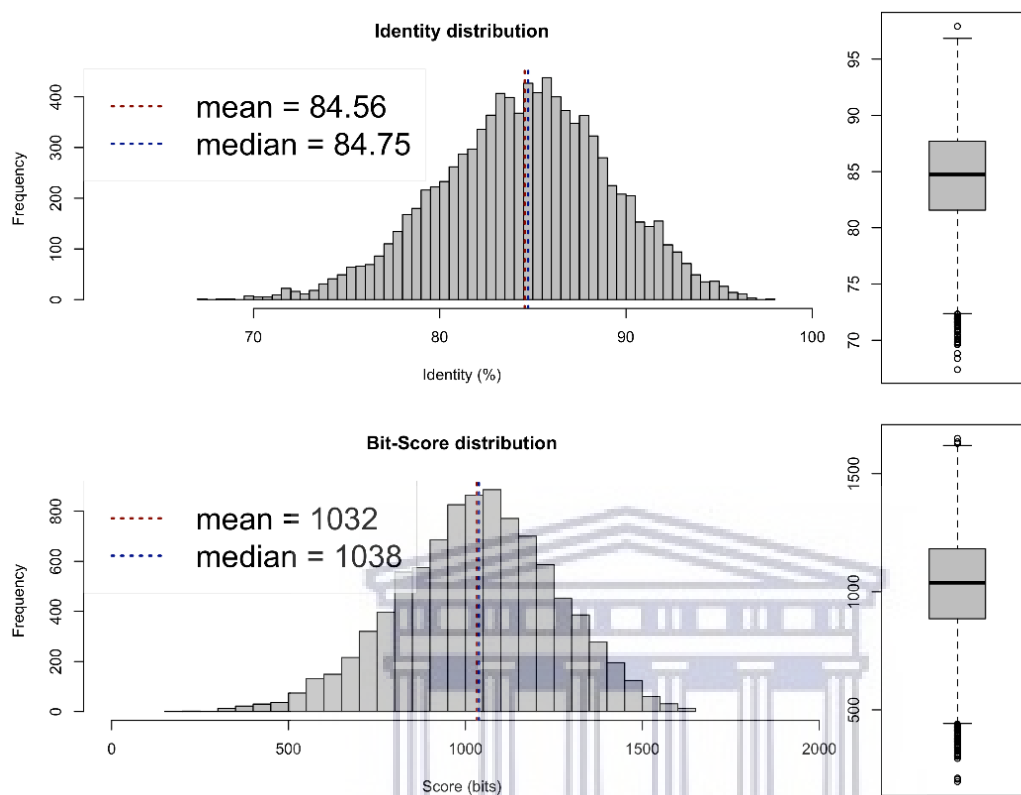 Identity distribution
mean = 84.56
median = 84.75
Frequency
0
100
200
300
400
70
80
90
100
Identity (%)
70
75
80
85
90
95
Bit-Score distribution
mean = 1032
median = 1038
Frequency
0
200
400
600
800
0
500
1000
1500
2000
Score (bits)
500
1000
1500